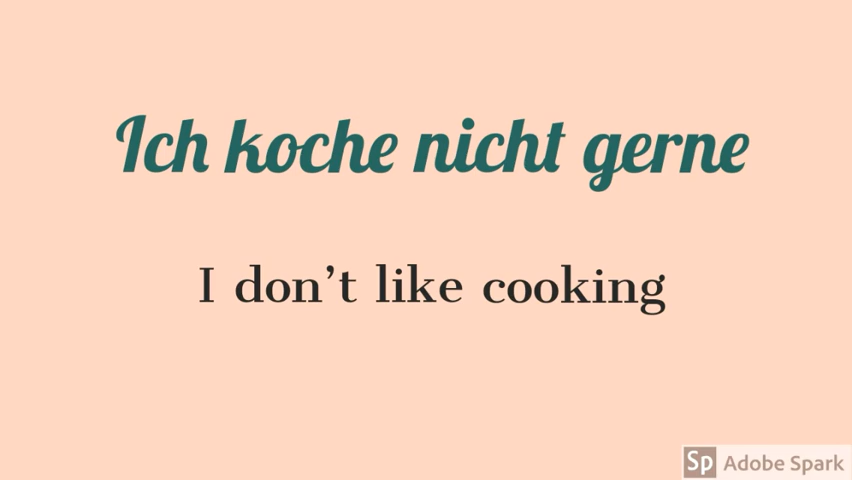 Ich koche nicht gerne
I don't like cooking
Sp Adobe Spark